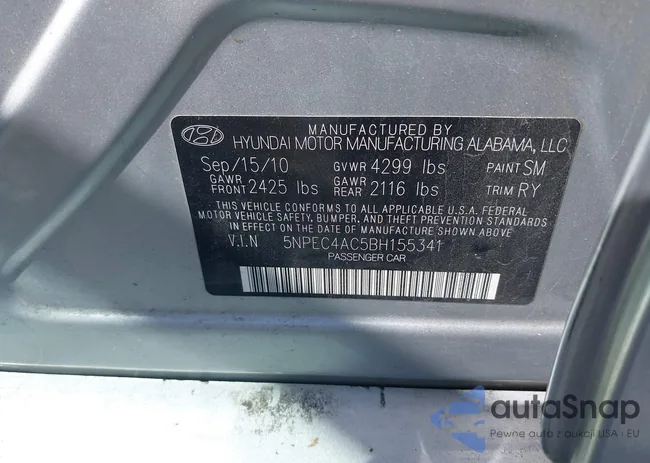 MANUFACTURED BY
HYUNDAI MOTOR MANUFACTURING ALABAMA, LLC
Sep/15/10 GVWR 4299 lbs PAINT SM
GAWR FRONT 2425 lbs GAWR REAR 2116 lbs TRIM RY
THIS VEHICLE CONFORMS TO ALL APPLICABLE U.S.A. FEDERAL
MOTOR VEHICLE SAFETY, BUMPER, AND THEFT PREVENTION STANDARDS
IN EFFECT ON THE DATE OF MANUFACTURE SHOWN ABOVE.
V.I.N 5NPEC4AC5BH155341
PASSENGER CAR
autoSnap
Pewne auto z aukcji USA i EU